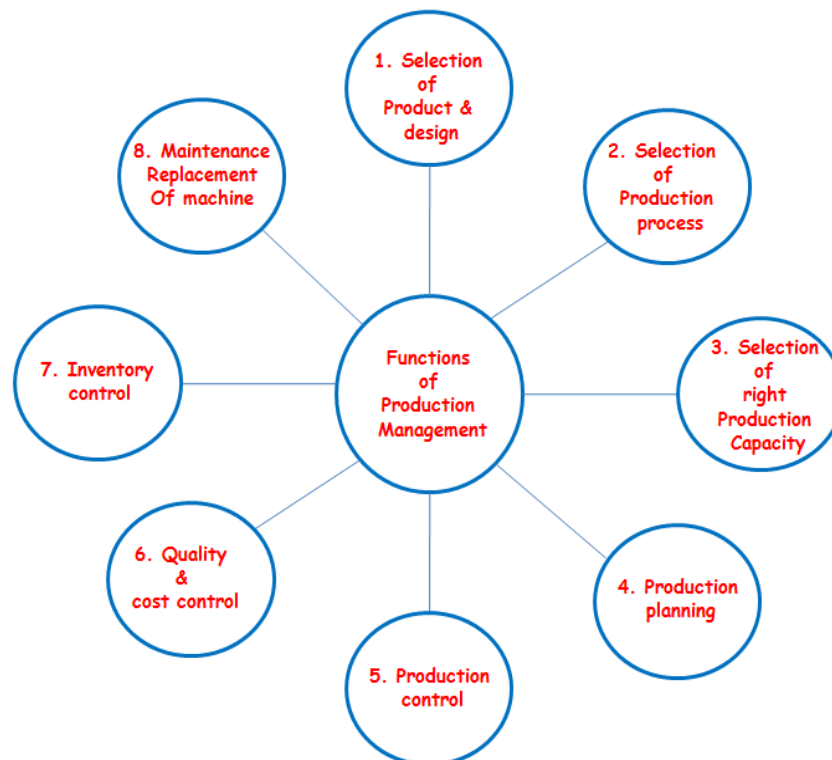 1. Selection
of
Product &
design
2. Selection
of
Production
process
3. Selection
of
right
Production
Capacity
4. Production
planning
5. Production
control
6. Quality
&
cost control
7. Inventory
control
8. Maintenance
Replacement
Of machine
Functions
of
Production
Management